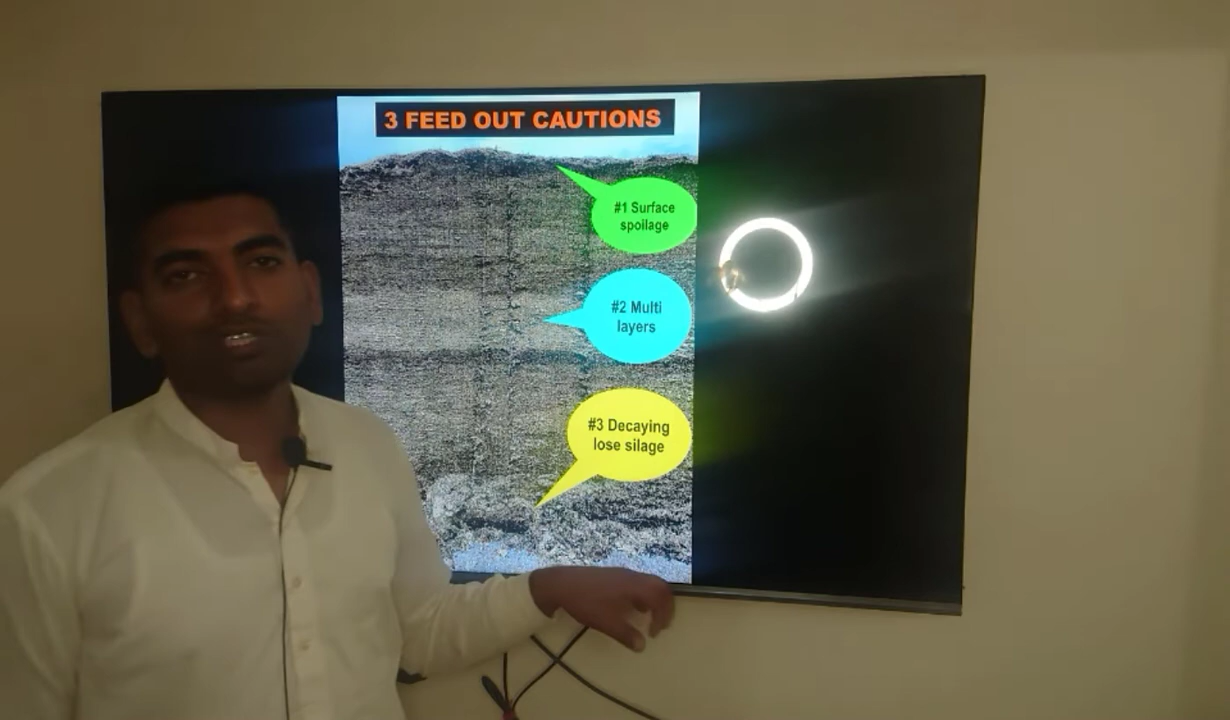 3 FEED OUT CAUTIONS
#1 Surface
spoilage
#2 Multi
layers
#3 Decaying
lose silage